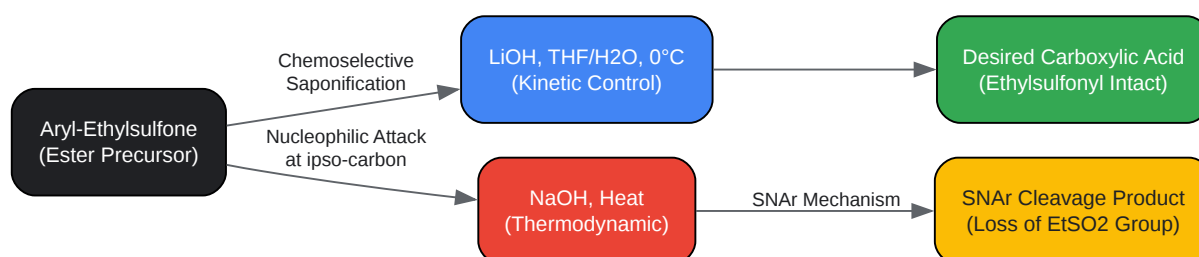 Aryl-Ethylsulfone
(Ester Precursor)
Chemoselective
Saponification
Nucleophilic Attack
at ipso-carbon
LiOH, THF/H2O, 0°C
(Kinetic Control)
Desired Carboxylic Acid
(Ethylsulfonyl Intact)
NaOH, Heat
(Thermodynamic)
SNAr Mechanism
SNAr Cleavage Product
(Loss of EtSO2 Group)